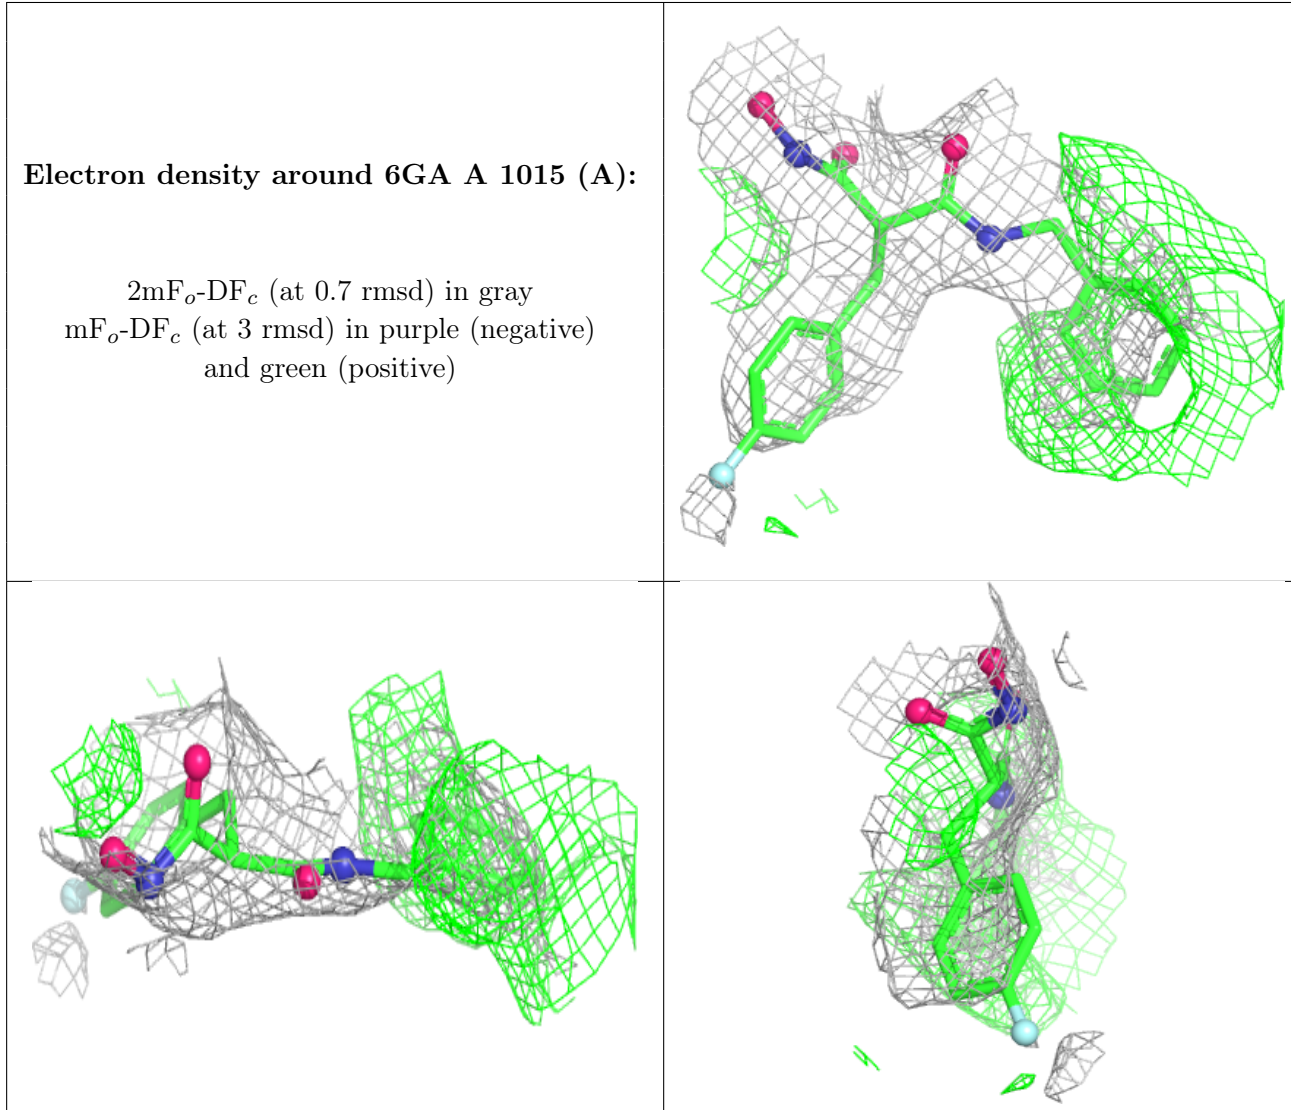 Electron density around 6GA A 1015 (A):
2mFo-DFc (at 0.7 rmsd) in gray
mFo-DFc (at 3 rmsd) in purple (negative)
and green (positive)